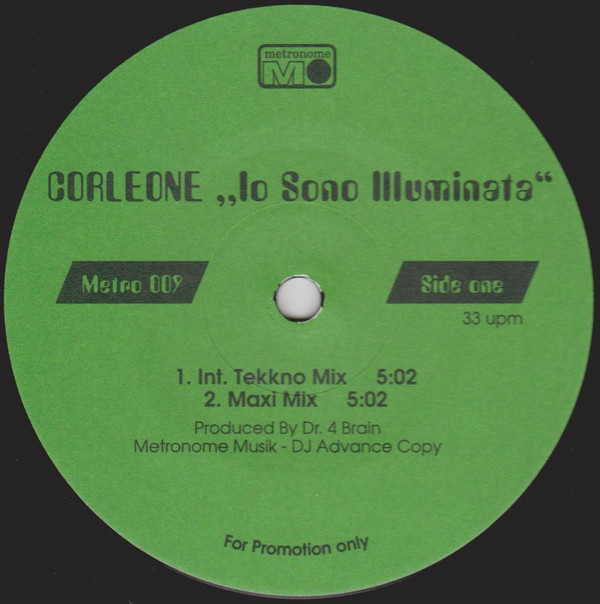 metronome
MO
CORLEONE „Io Sono Illuminata“
Metro 009
Side one
33 upm
1. Int. Tekkno Mix 5:02
2. Maxi Mix 5:02
Produced By Dr. 4 Brain
Metronome Musik - DJ Advance Copy
For Promotion only